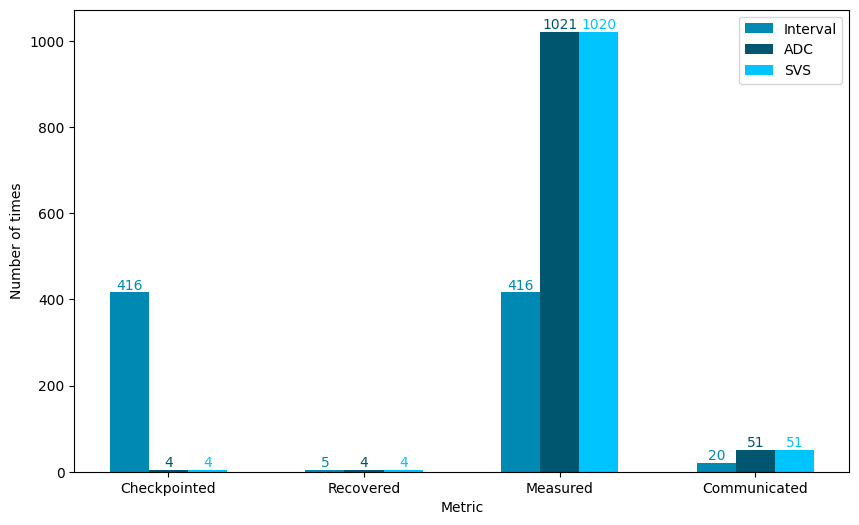 Interval
ADC
SVS
Number of times
1000
800
600
400
200
0
416
4
4
5
4
4
416
1021
1020
20
51
51
Checkpointed
Recovered
Measured
Communicated
Metric